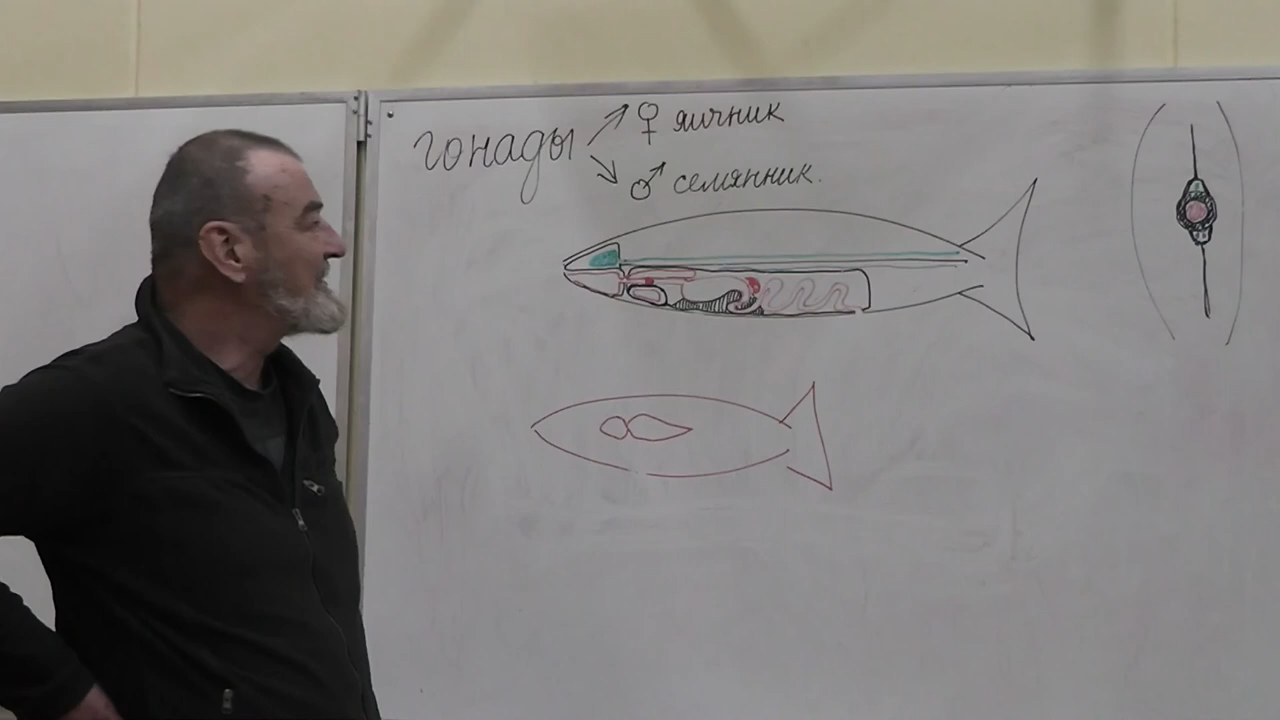 гонады
♀ яичник
♂ семянник.